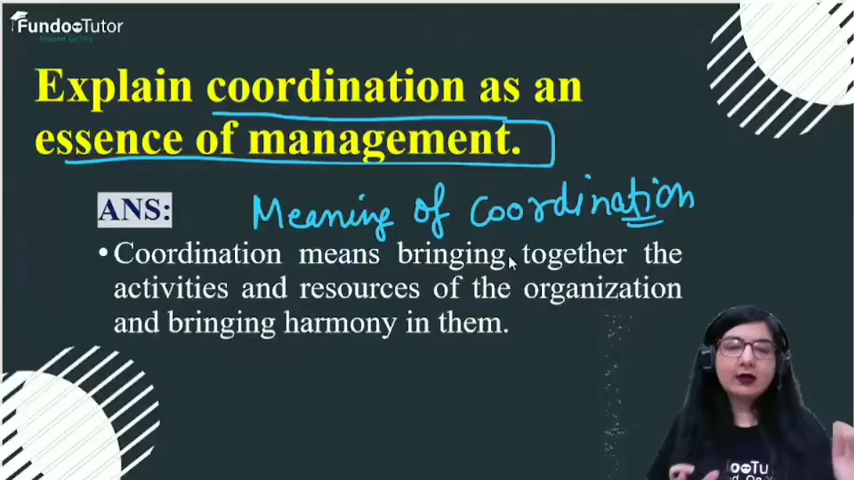 FundooTutor
Explain coordination as an
essence of management.
ANS:
Meaning of Coordination
• Coordination means bringing together the
activities and resources of the organization
and bringing harmony in them.